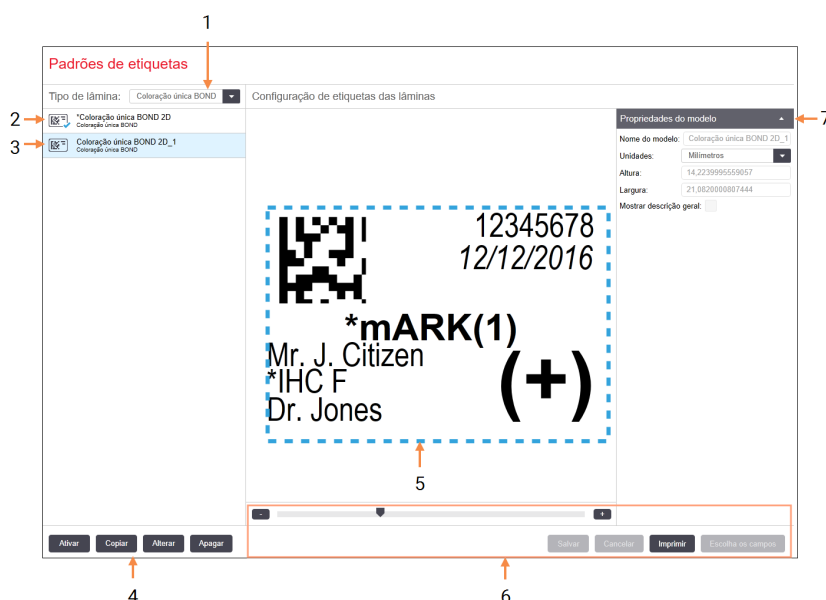 1
Padrões de etiquetas
Tipo de lâmina: Coloração única BOND
Configuração de etiquetas das lâminas
2
*Coloração única BOND 2D
Coloração única BOND
3
Coloração única BOND 2D_1
Coloração única BOND
Propriedades do modelo
7
Nome do modelo: Coloração única BOND 2D_1
Unidades: Milímetros
Altura: 14,2239995559057
Largura: 21,0820000807444
Mostrar descrição geral:
12345678
12/12/2016
*mARK(1)
Mr. J. Citizen
*IHC F
Dr. Jones
(+)
5
- +
Ativar Copiar Alterar Apagar
Salvar Cancelar Imprimir Escolha os campos
4
6